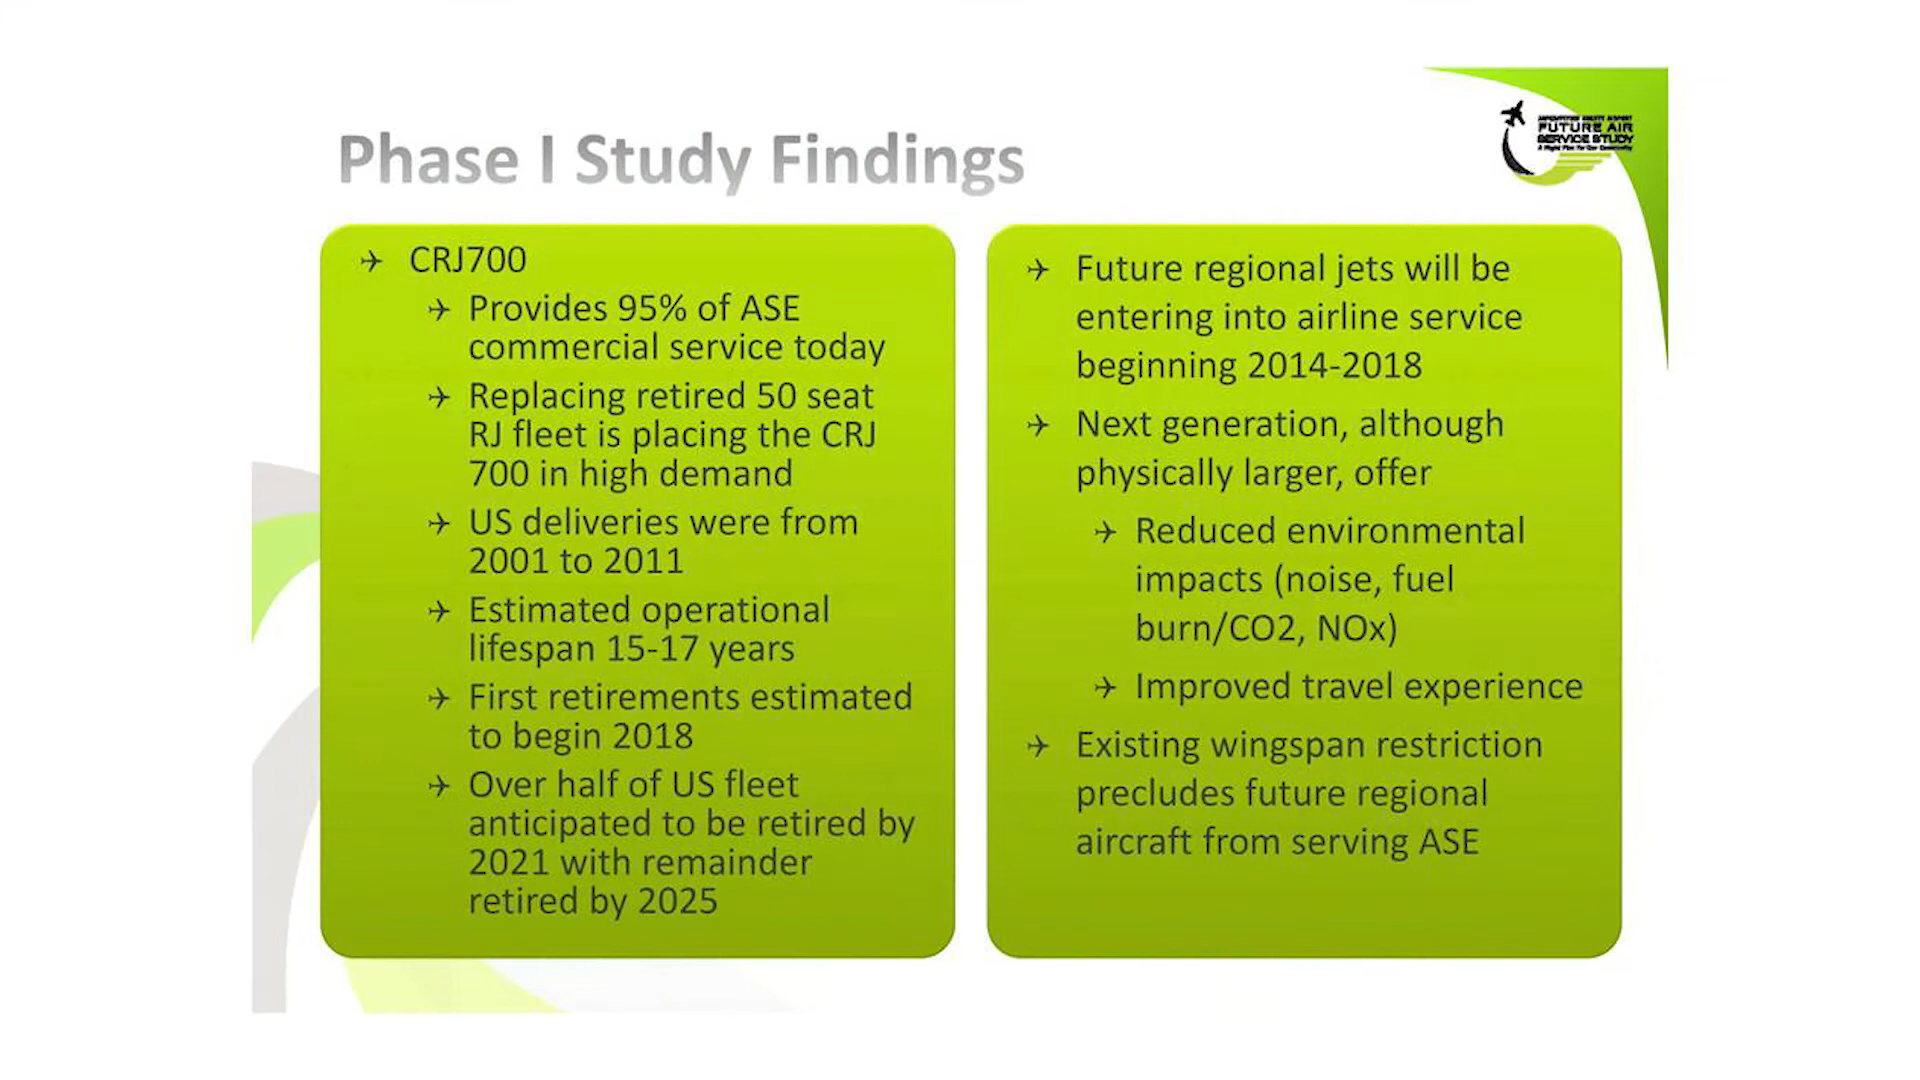 Phase I Study Findings
FUTURE AIR
SERVICE STUDY
A Flight Plan For Our Community
CRJ700
Provides 95% of ASE
commercial service today
Replacing retired 50 seat
RJ fleet is placing the CRJ
700 in high demand
US deliveries were from
2001 to 2011
Estimated operational
lifespan 15-17 years
First retirements estimated
to begin 2018
Over half of US fleet
anticipated to be retired by
2021 with remainder
retired by 2025
Future regional jets will be
entering into airline service
beginning 2014-2018
Next generation, although
physically larger, offer
Reduced environmental
impacts (noise, fuel
burn/CO2, NOx)
Improved travel experience
Existing wingspan restriction
precludes future regional
aircraft from serving ASE